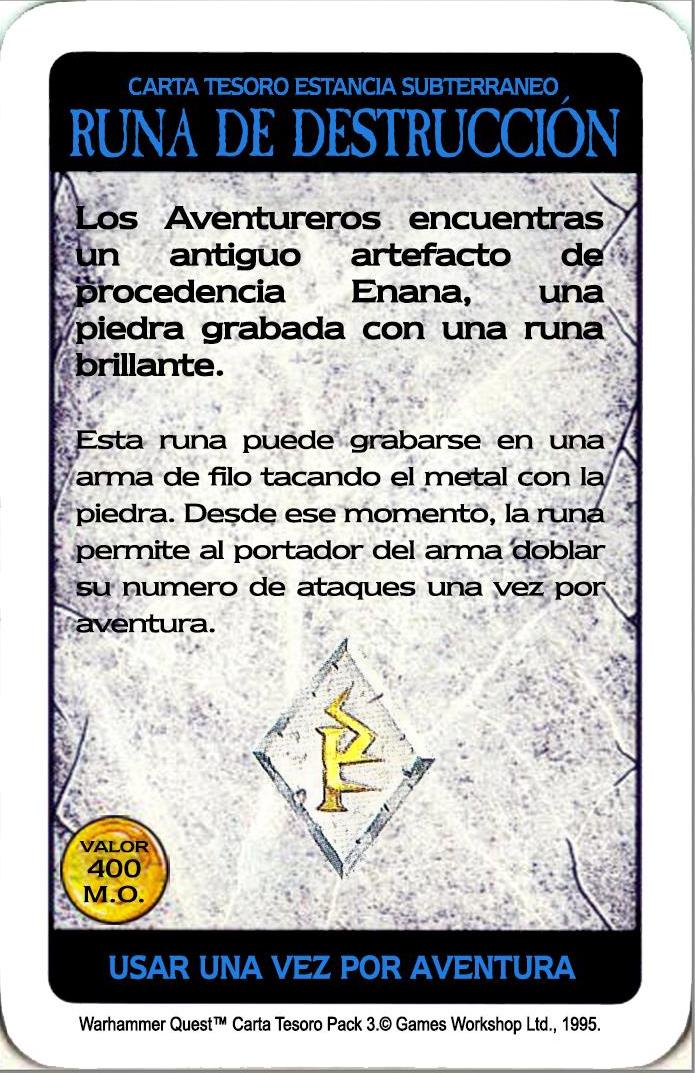 CARTA TESORO ESTANCIA SUBTERRANEO
RUNA DE DESTRUCCIÓN
Los Aventureros encuentras
un antiguo artefacto de
procedencia Enana, una
piedra grabada con una runa
brillante.
Esta runa puede grabarse en una
arma de filo tacando el metal con la
piedra. Desde ese momento, la runa
permite al portador del arma doblar
su numero de ataques una vez por
aventura.
VALOR
400
M.O.
USAR UNA VEZ POR AVENTURA
Warhammer Quest™ Carta Tesoro Pack 3.© Games Workshop Ltd., 1995.